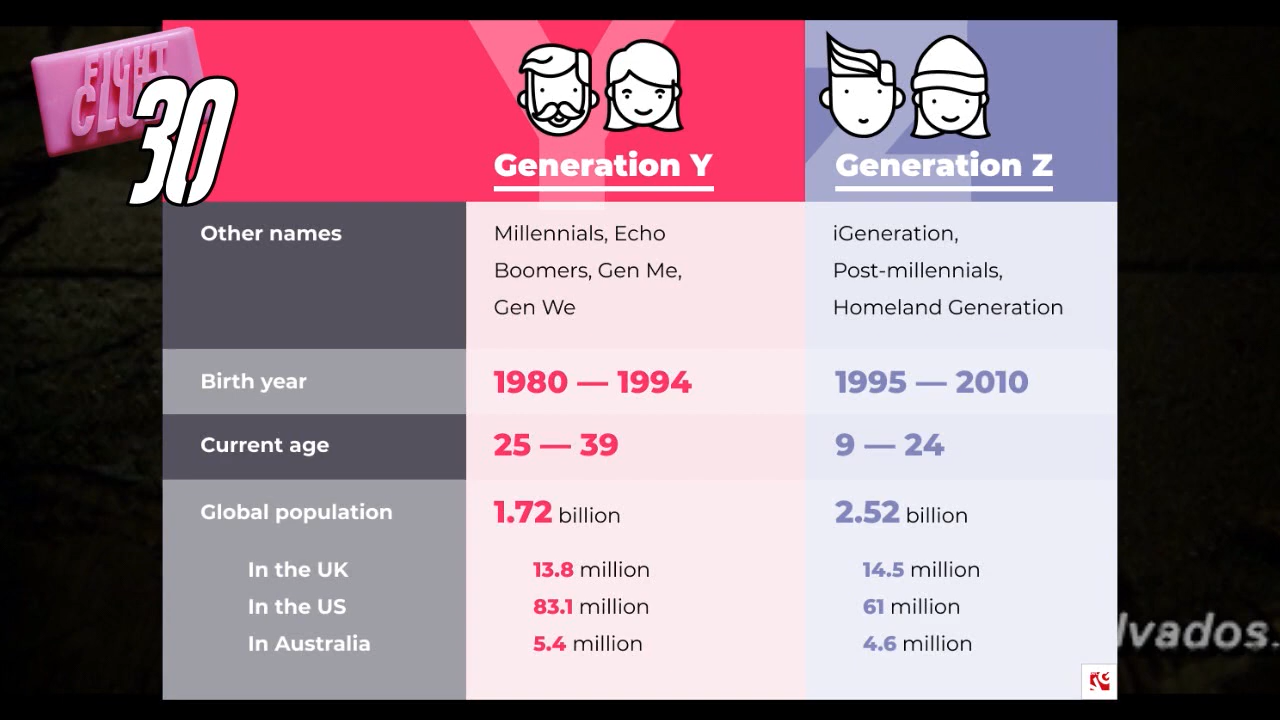 FIGHT
CLUB
30
Y
Z
Generation Y
Generation Z
Other names
Millennials, Echo
Boomers, Gen Me,
Gen We
iGeneration,
Post-millennials,
Homeland Generation
Birth year
1980 — 1994
1995 — 2010
Current age
25 — 39
9 — 24
Global population
1.72 billion
2.52 billion
In the UK
13.8 million
14.5 million
In the US
83.1 million
61 million
In Australia
5.4 million
4.6 million
lvados.